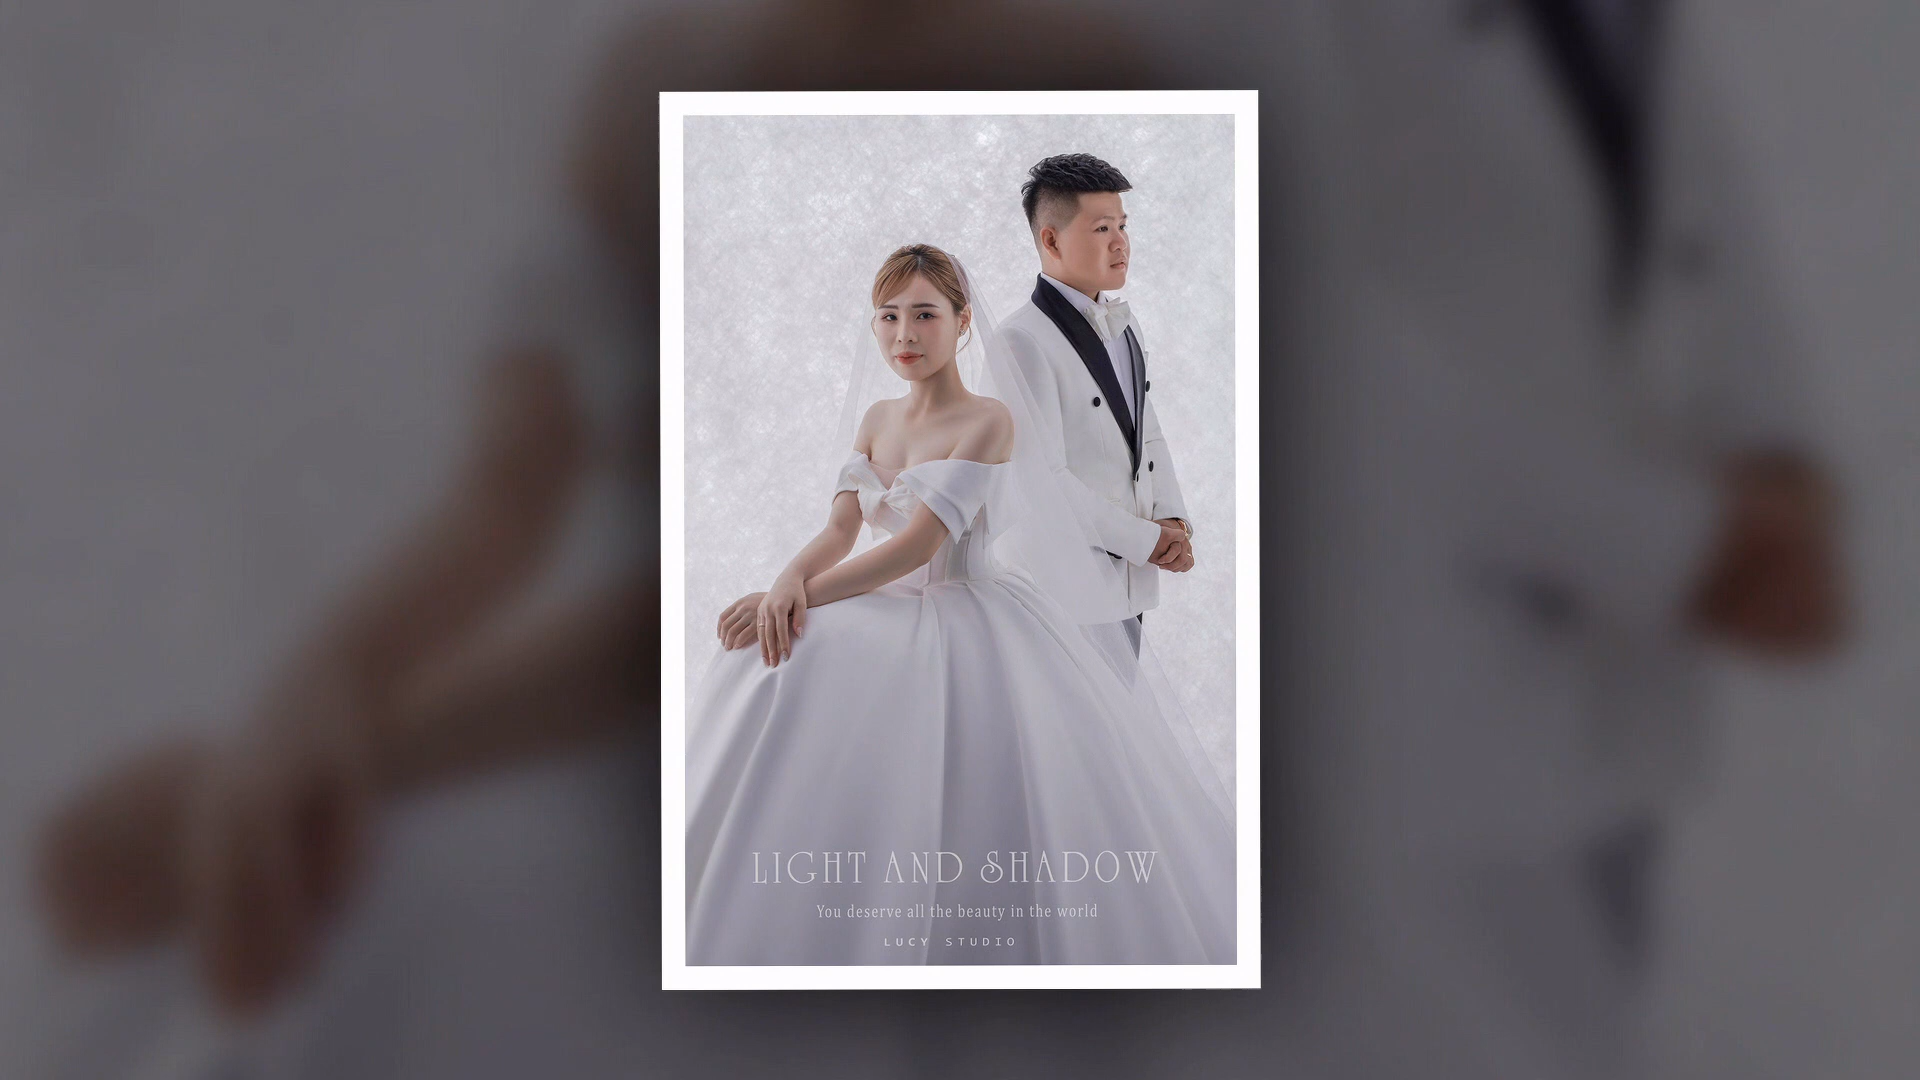 LIGHT AND SHADOW
You deserve all the beauty in the world
LUCY STUDIO